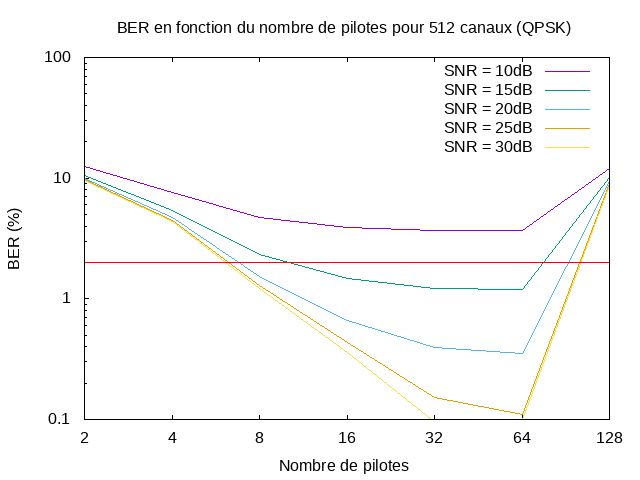 BER en fonction du nombre de pilotes pour 512 canaux (QPSK)
100
10
1
0.1
BER (%)
SNR = 10dB
SNR = 15dB
SNR = 20dB
SNR = 25dB
SNR = 30dB
2 4 8 16 32 64 128
Nombre de pilotes